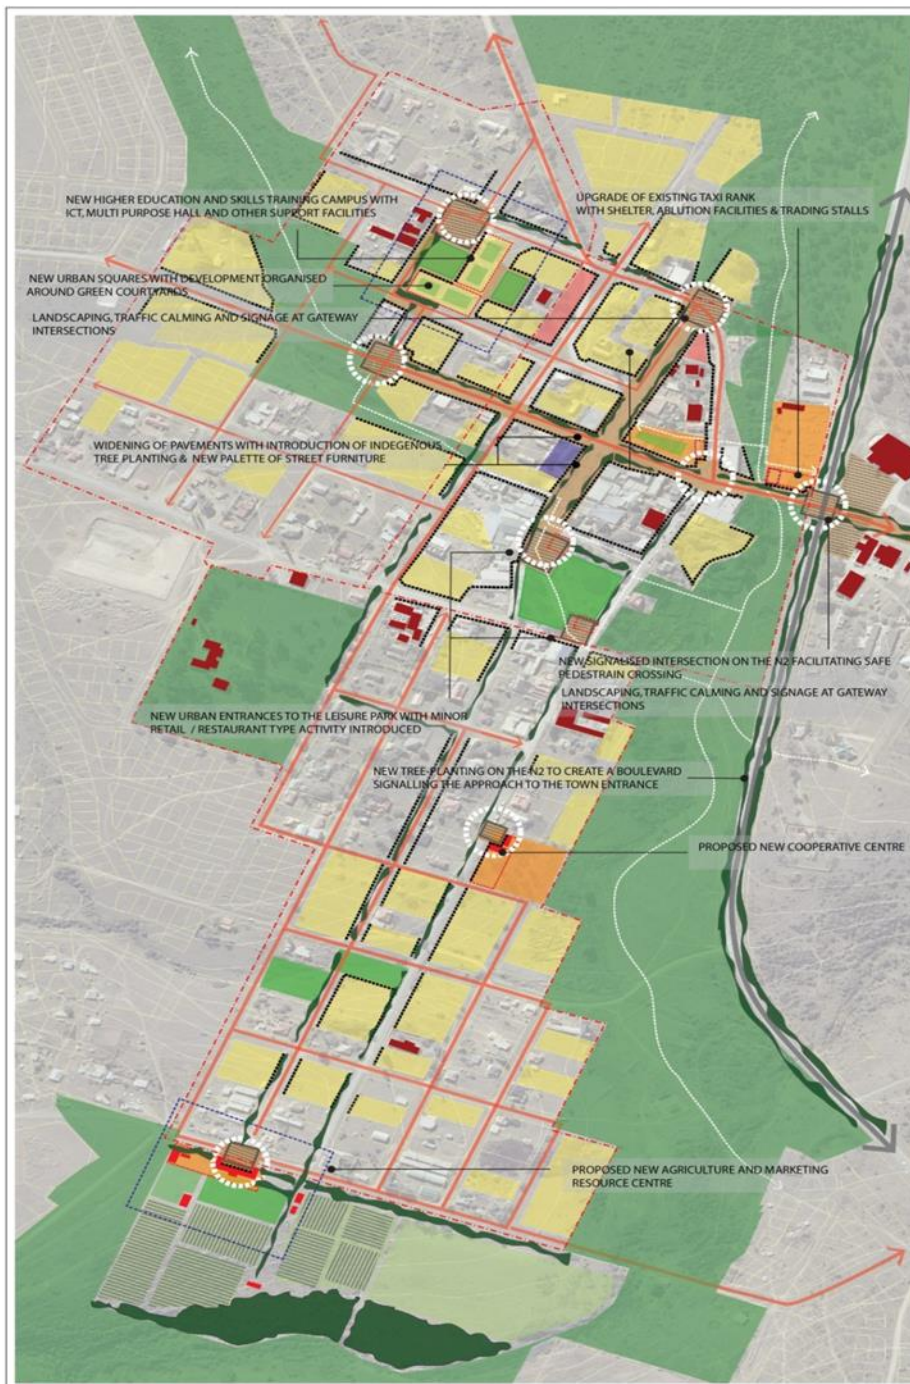 NEW HIGHER EDUCATION AND SKILLS TRAINING CAMPUS WITH
ICT, MULTI PURPOSE HALL AND OTHER SUPPORT FACILITIES
UPGRADE OF EXISTING TAXI RANK
WITH SHELTER, ABLUTION FACILITIES & TRADING STALLS
NEW URBAN SQUARES WITH DEVELOPMENT ORGANISED
AROUND GREEN COURTYARDS
LANDSCAPING, TRAFFIC CALMING AND SIGNAGE AT GATEWAY
INTERSECTIONS
WIDENING OF PAVEMENTS WITH INTRODUCTION OF INDEGENOUS
TREE PLANTING & NEW PALETTE OF STREET FURNITURE
NEW SIGNALISED INTERSECTION ON THE N2 FACILITATING SAFE
PEDESTRAIN CROSSING
LANDSCAPING, TRAFFIC CALMING AND SIGNAGE AT GATEWAY
INTERSECTIONS
NEW URBAN ENTRANCES TO THE LEISURE PARK WITH MINOR
RETAIL / RESTAURANT TYPE ACTIVITY INTRODUCED
NEW TREE-PLANTING ON THE N2 TO CREATE A BOULEVARD
SIGNALLING THE APPROACH TO THE TOWN ENTRANCE
PROPOSED NEW COOPERATIVE CENTRE
PROPOSED NEW AGRICULTURE AND MARKETING
RESOURCE CENTRE